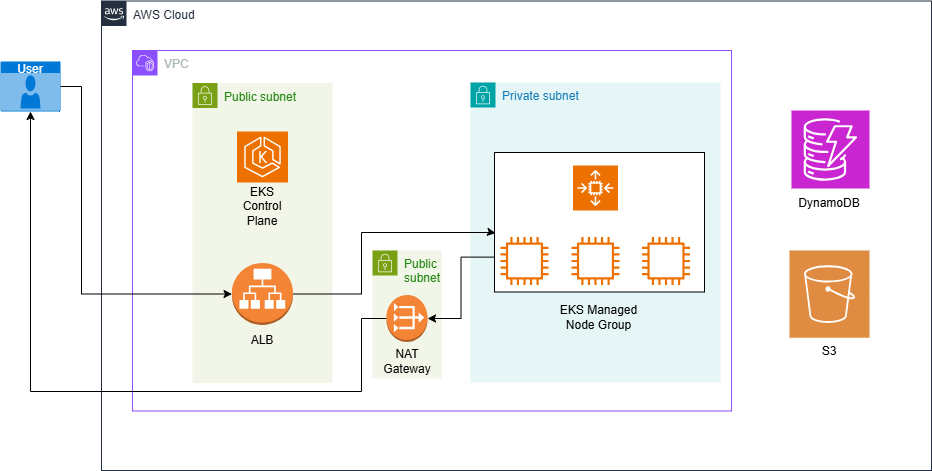 aws
AWS Cloud
User
VPC
Public subnet
Private subnet
K
EKS
Control
Plane
DynamoDB
Public
subnet
EKS Managed
Node Group
ALB
NAT
Gateway
S3